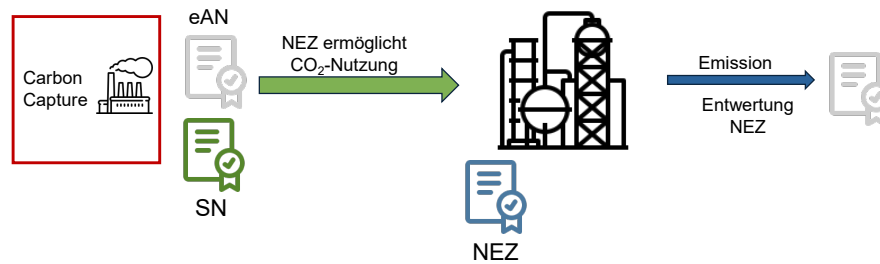 eAN
Carbon
Capture
SN
NEZ ermöglicht
CO₂-Nutzung
NEZ
Emission
Entwertung
NEZ